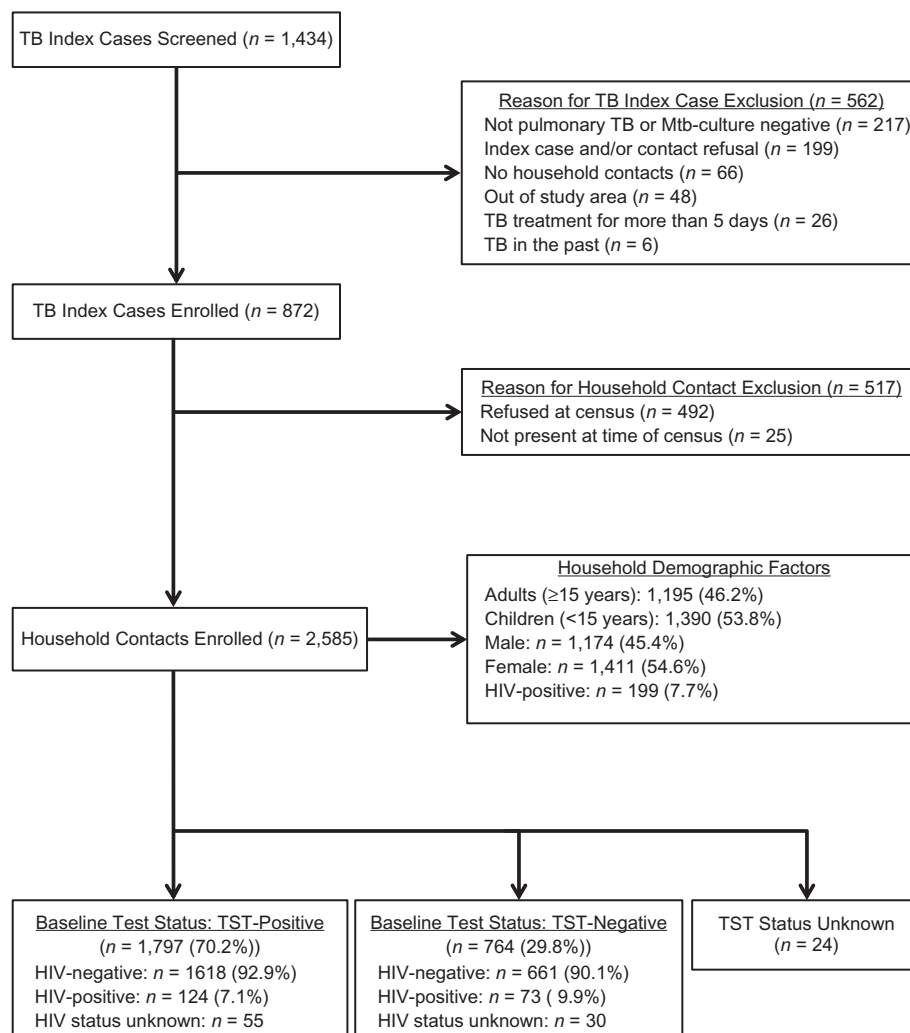 TB Index Cases Screened (n = 1,434)
Reason for TB Index Case Exclusion (n = 562)
Not pulmonary TB or Mtb-culture negative (n = 217)
Index case and/or contact refusal (n = 199)
No household contacts (n = 66)
Out of study area (n = 48)
TB treatment for more than 5 days (n = 26)
TB in the past (n = 6)
TB Index Cases Enrolled (n = 872)
Reason for Household Contact Exclusion (n = 517)
Refused at census (n = 492)
Not present at time of census (n = 25)
Household Contacts Enrolled (n = 2,585)
Household Demographic Factors
Adults (≥15 years): 1,195 (46.2%)
Children (<15 years): 1,390 (53.8%)
Male: n = 1,174 (45.4%)
Female: n = 1,411 (54.6%)
HIV-positive: n = 199 (7.7%)
Baseline Test Status: TST-Positive
(n = 1,797 (70.2%))
HIV-negative: n = 1618 (92.9%)
HIV-positive: n = 124 (7.1%)
HIV status unknown: n = 55
Baseline Test Status: TST-Negative
(n = 764 (29.8%))
HIV-negative: n = 661 (90.1%)
HIV-positive: n = 73 ( 9.9%)
HIV status unknown: n = 30
TST Status Unknown
(n = 24)